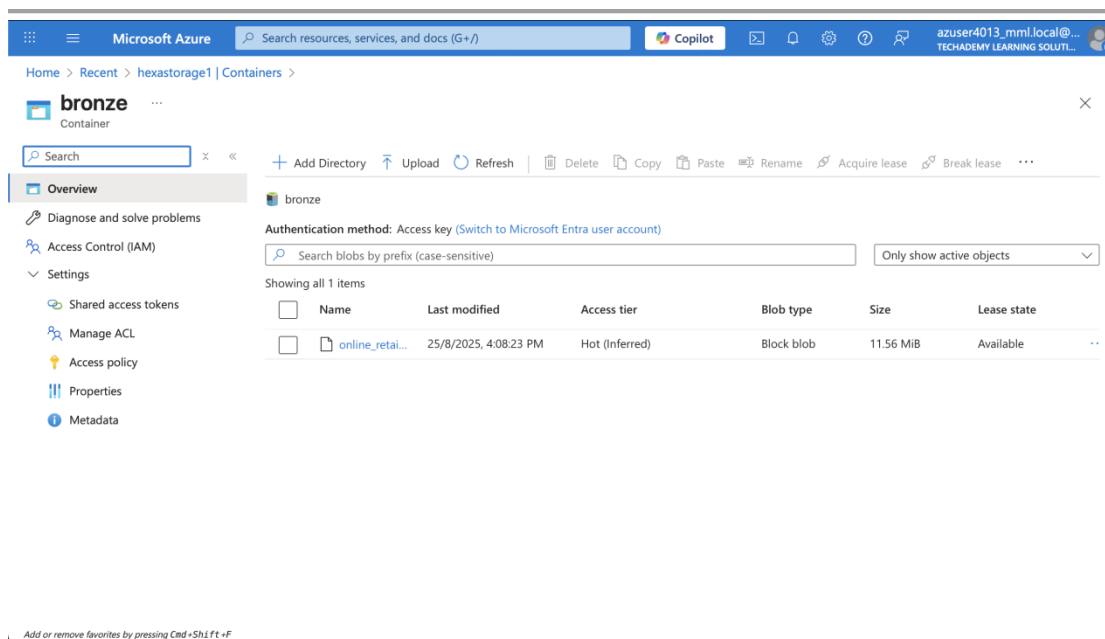 Microsoft Azure
Search resources, services, and docs (G+/)
Copilot
azuser4013_mml.local@...
TECHADEMY LEARNING SOLUTI...
Home > Recent > hexastorage1 | Containers >
bronze ...
Container
Search
Overview
Diagnose and solve problems
Access Control (IAM)
Settings
Shared access tokens
Manage ACL
Access policy
Properties
Metadata
Add Directory Upload Refresh Delete Copy Paste Rename Acquire lease Break lease ...
bronze
Authentication method: Access key (Switch to Microsoft Entra user account)
Search blobs by prefix (case-sensitive)
Only show active objects
Showing all 1 items
Name Last modified Access tier Blob type Size Lease state
online_retai... 25/8/2025, 4:08:23 PM Hot (Inferred) Block blob 11.56 MiB Available
Add or remove favorites by pressing Cmd+Shift+F